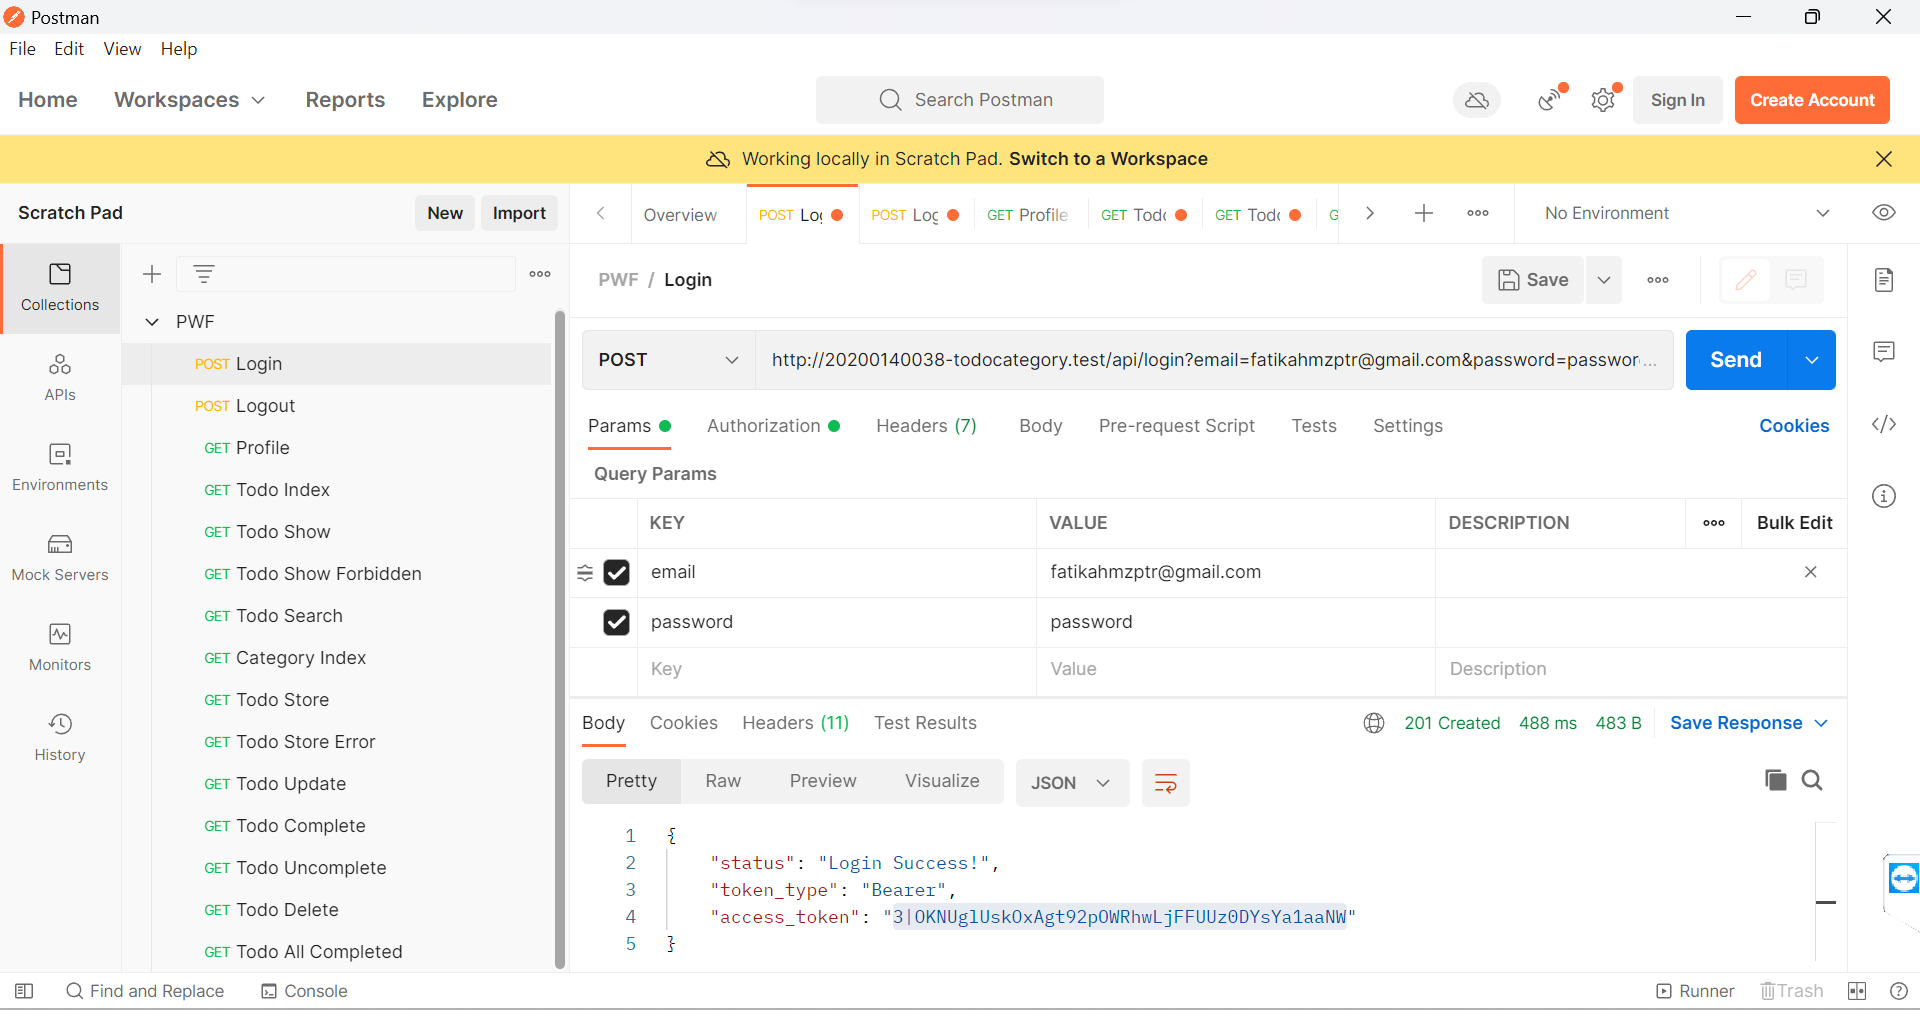 Postman
File Edit View Help
Home Workspaces Reports Explore Search Postman Sign In Create Account
Working locally in Scratch Pad. Switch to a Workspace
Scratch Pad New Import
Overview POST Log POST Log GET Profile GET Todo GET Todo G No Environment
Collections
APIs
Environments
Mock Servers
Monitors
History
PWF
POST Login
POST Logout
GET Profile
GET Todo Index
GET Todo Show
GET Todo Show Forbidden
GET Todo Search
GET Category Index
GET Todo Store
GET Todo Store Error
GET Todo Update
GET Todo Complete
GET Todo Uncomplete
GET Todo Delete
GET Todo All Completed
PWF / Login Save
POST http://20200140038-todocategory.test/api/login?email=fatikahmzptr@gmail.com&password=passwor... Send
Params Authorization Headers (7) Body Pre-request Script Tests Settings Cookies
Query Params
KEY VALUE DESCRIPTION Bulk Edit
email fatikahmzptr@gmail.com
password password
Key Value Description
Body Cookies Headers (11) Test Results 201 Created 488 ms 483 B Save Response
Pretty Raw Preview Visualize JSON
1 {
2 "status": "Login Success!",
3 "token_type": "Bearer",
4 "access_token": "3|OKNUglUskOxAgt92pOWRhwLjFFUUz0DYsYa1aaNW"
5 }
Find and Replace Console Runner Trash